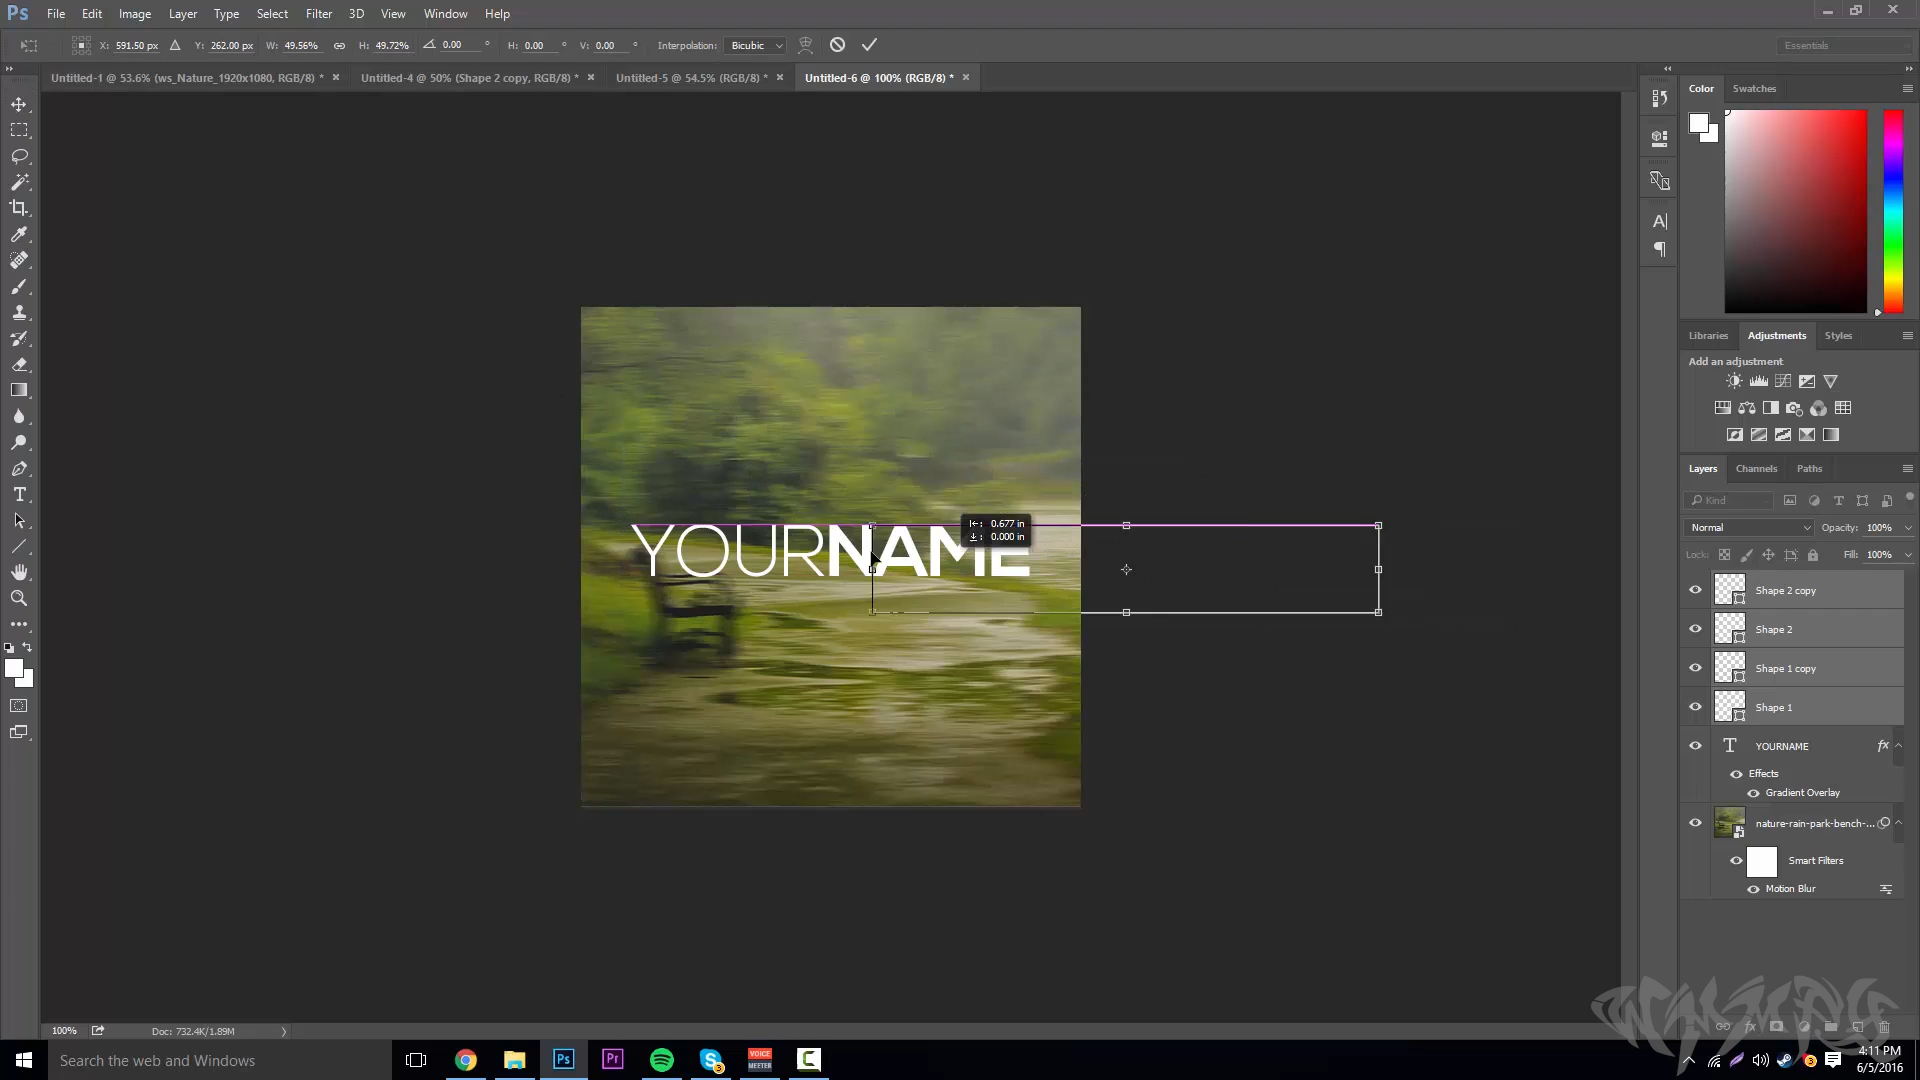 Ps File Edit Image Layer Type Select Filter 3D View Window Help
X: 591.50 px Y: 262.00 px W: 49.56% H: 49.72% 0.00 ° H: 0.00 ° V: 0.00 ° Interpolation: Bicubic Essentials
Untitled-1 @ 53.6% (ws_Nature_1920x1080, RGB/8) * × Untitled-4 @ 50% (Shape 2 copy, RGB/8) * × Untitled-5 @ 54.5% (RGB/8) * × Untitled-6 @ 100% (RGB/8) * ×
Color Swatches
Libraries Adjustments Styles
Add an adjustment
Layers Channels Paths
Kind
Normal Opacity: 100%
Lock: Fill: 100%
Shape 2 copy
Shape 2
Shape 1 copy
Shape 1
YOURNAME fx
Effects
Gradient Overlay
nature-rain-park-bench-...
Smart Filters
Motion Blur
0.677 in
0.000 in
YOURNAME
100% Doc: 732.4K/1.89M
Search the web and Windows
Ps Pr VOICE MEETER
4:11 PM
6/5/2016